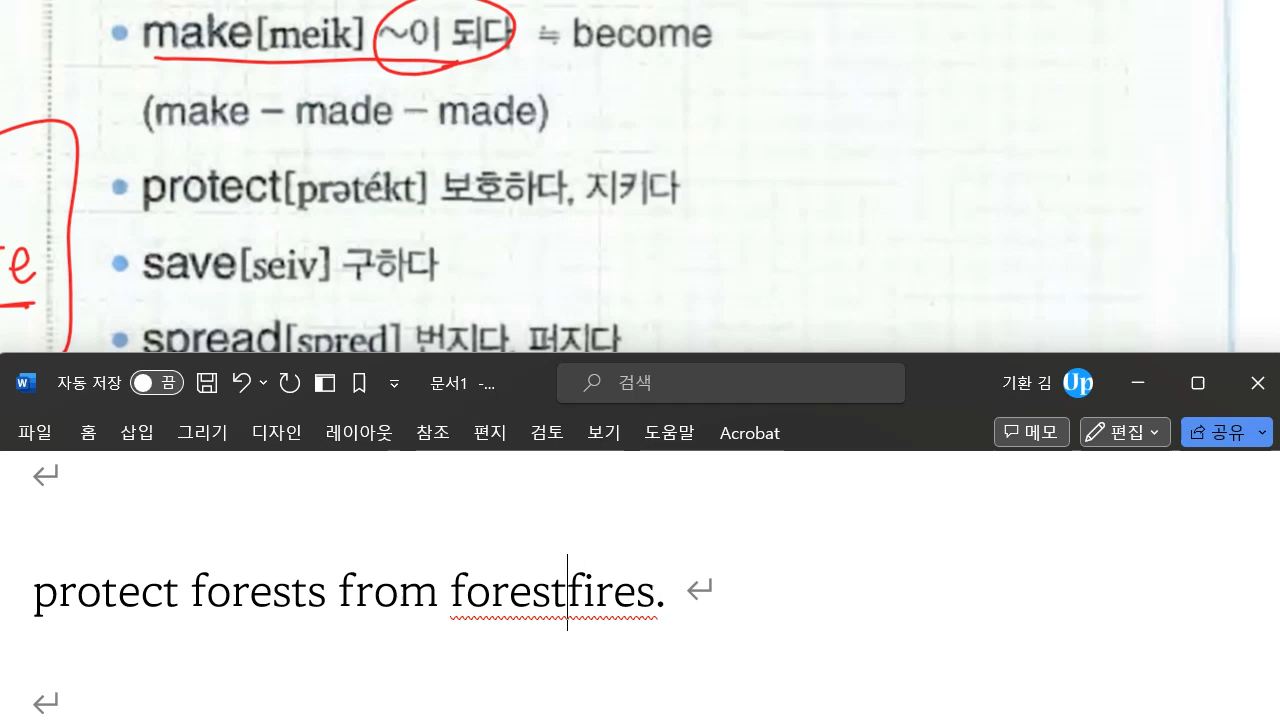 make[meik] ~이 되다 ≒ become
(make – made – made)
protect[prətékt] 보호하다, 지키다
e
save[seiv] 구하다
spread[spred] 번지다, 퍼지다
자동 저장 끔 문서1 -... 검색 기환 김 Up
파일 홈 삽입 그리기 디자인 레이아웃 참조 편지 검토 보기 도움말 Acrobat 메모 편집 공유
protect forests from forestfires.